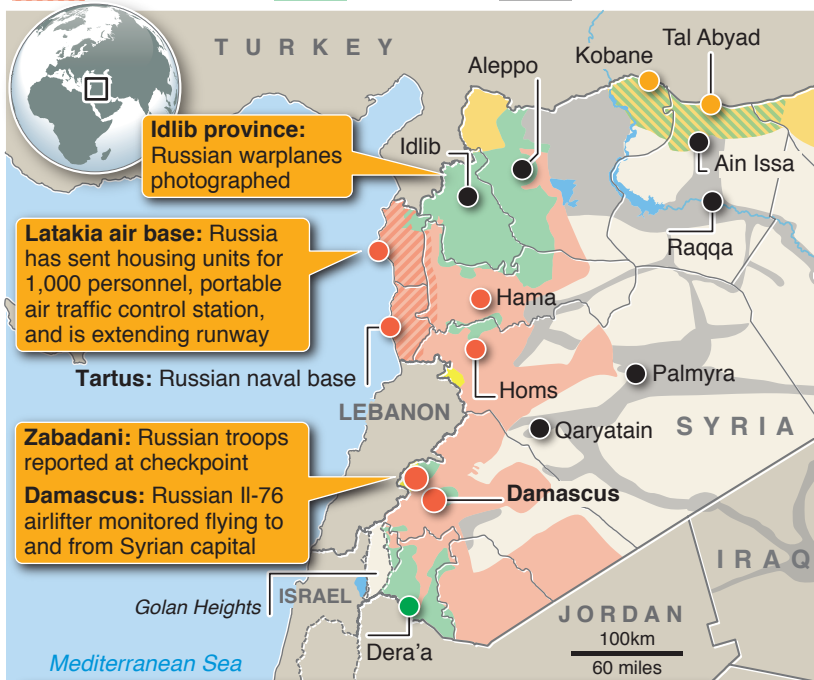 TURKEY
Kobane
Tal Abyad
Aleppo
Idlib province:
Russian warplanes
photographed
Idlib
Ain Issa
Latakia air base: Russia
has sent housing units for
1,000 personnel, portable
air traffic control station,
and is extending runway
Raqqa
Hama
Tartus: Russian naval base
Homs
Palmyra
LEBANON
Qaryatain
SYRIA
Zabadani: Russian troops
reported at checkpoint
Damascus: Russian Il-76
airlifter monitored flying to
and from Syrian capital
Damascus
IRAQ
Golan Heights
ISRAEL
JORDAN
100km
60 miles
Dera'a
Mediterranean Sea